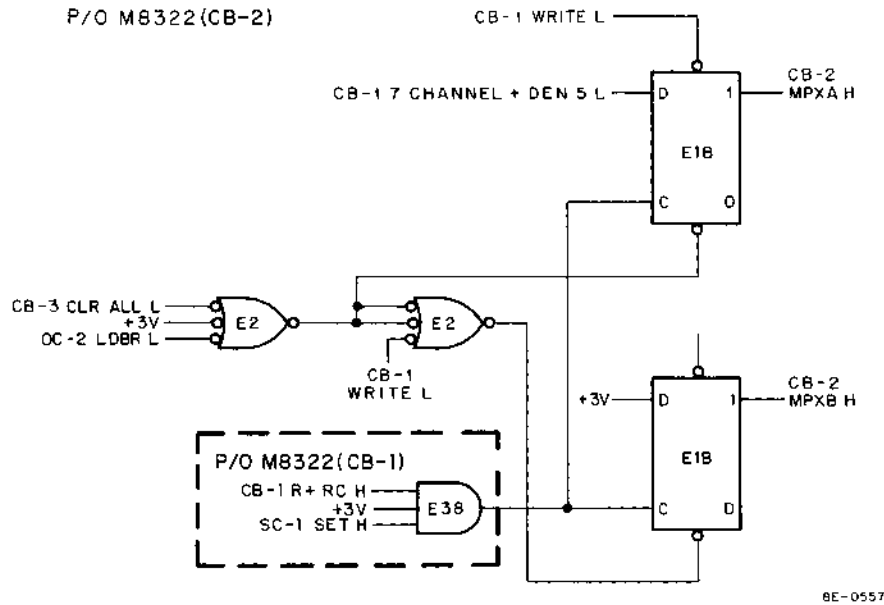 P/O M8322(CB-2)
CB-1 WRITE L
CB-1 7 CHANNEL + DEN 5 L
D
1
CB-2
MPXA H
E18
C
0
CB-3 CLR ALL L
+3V
OC-2 LDBR L
E2
E2
CB-1
WRITE L
+3V
D
1
CB-2
MPXB H
E18
C
D
P/O M8322(CB-1)
CB-1 R+ RC H
+3V
SC-1 SET H
E38
8E-0557